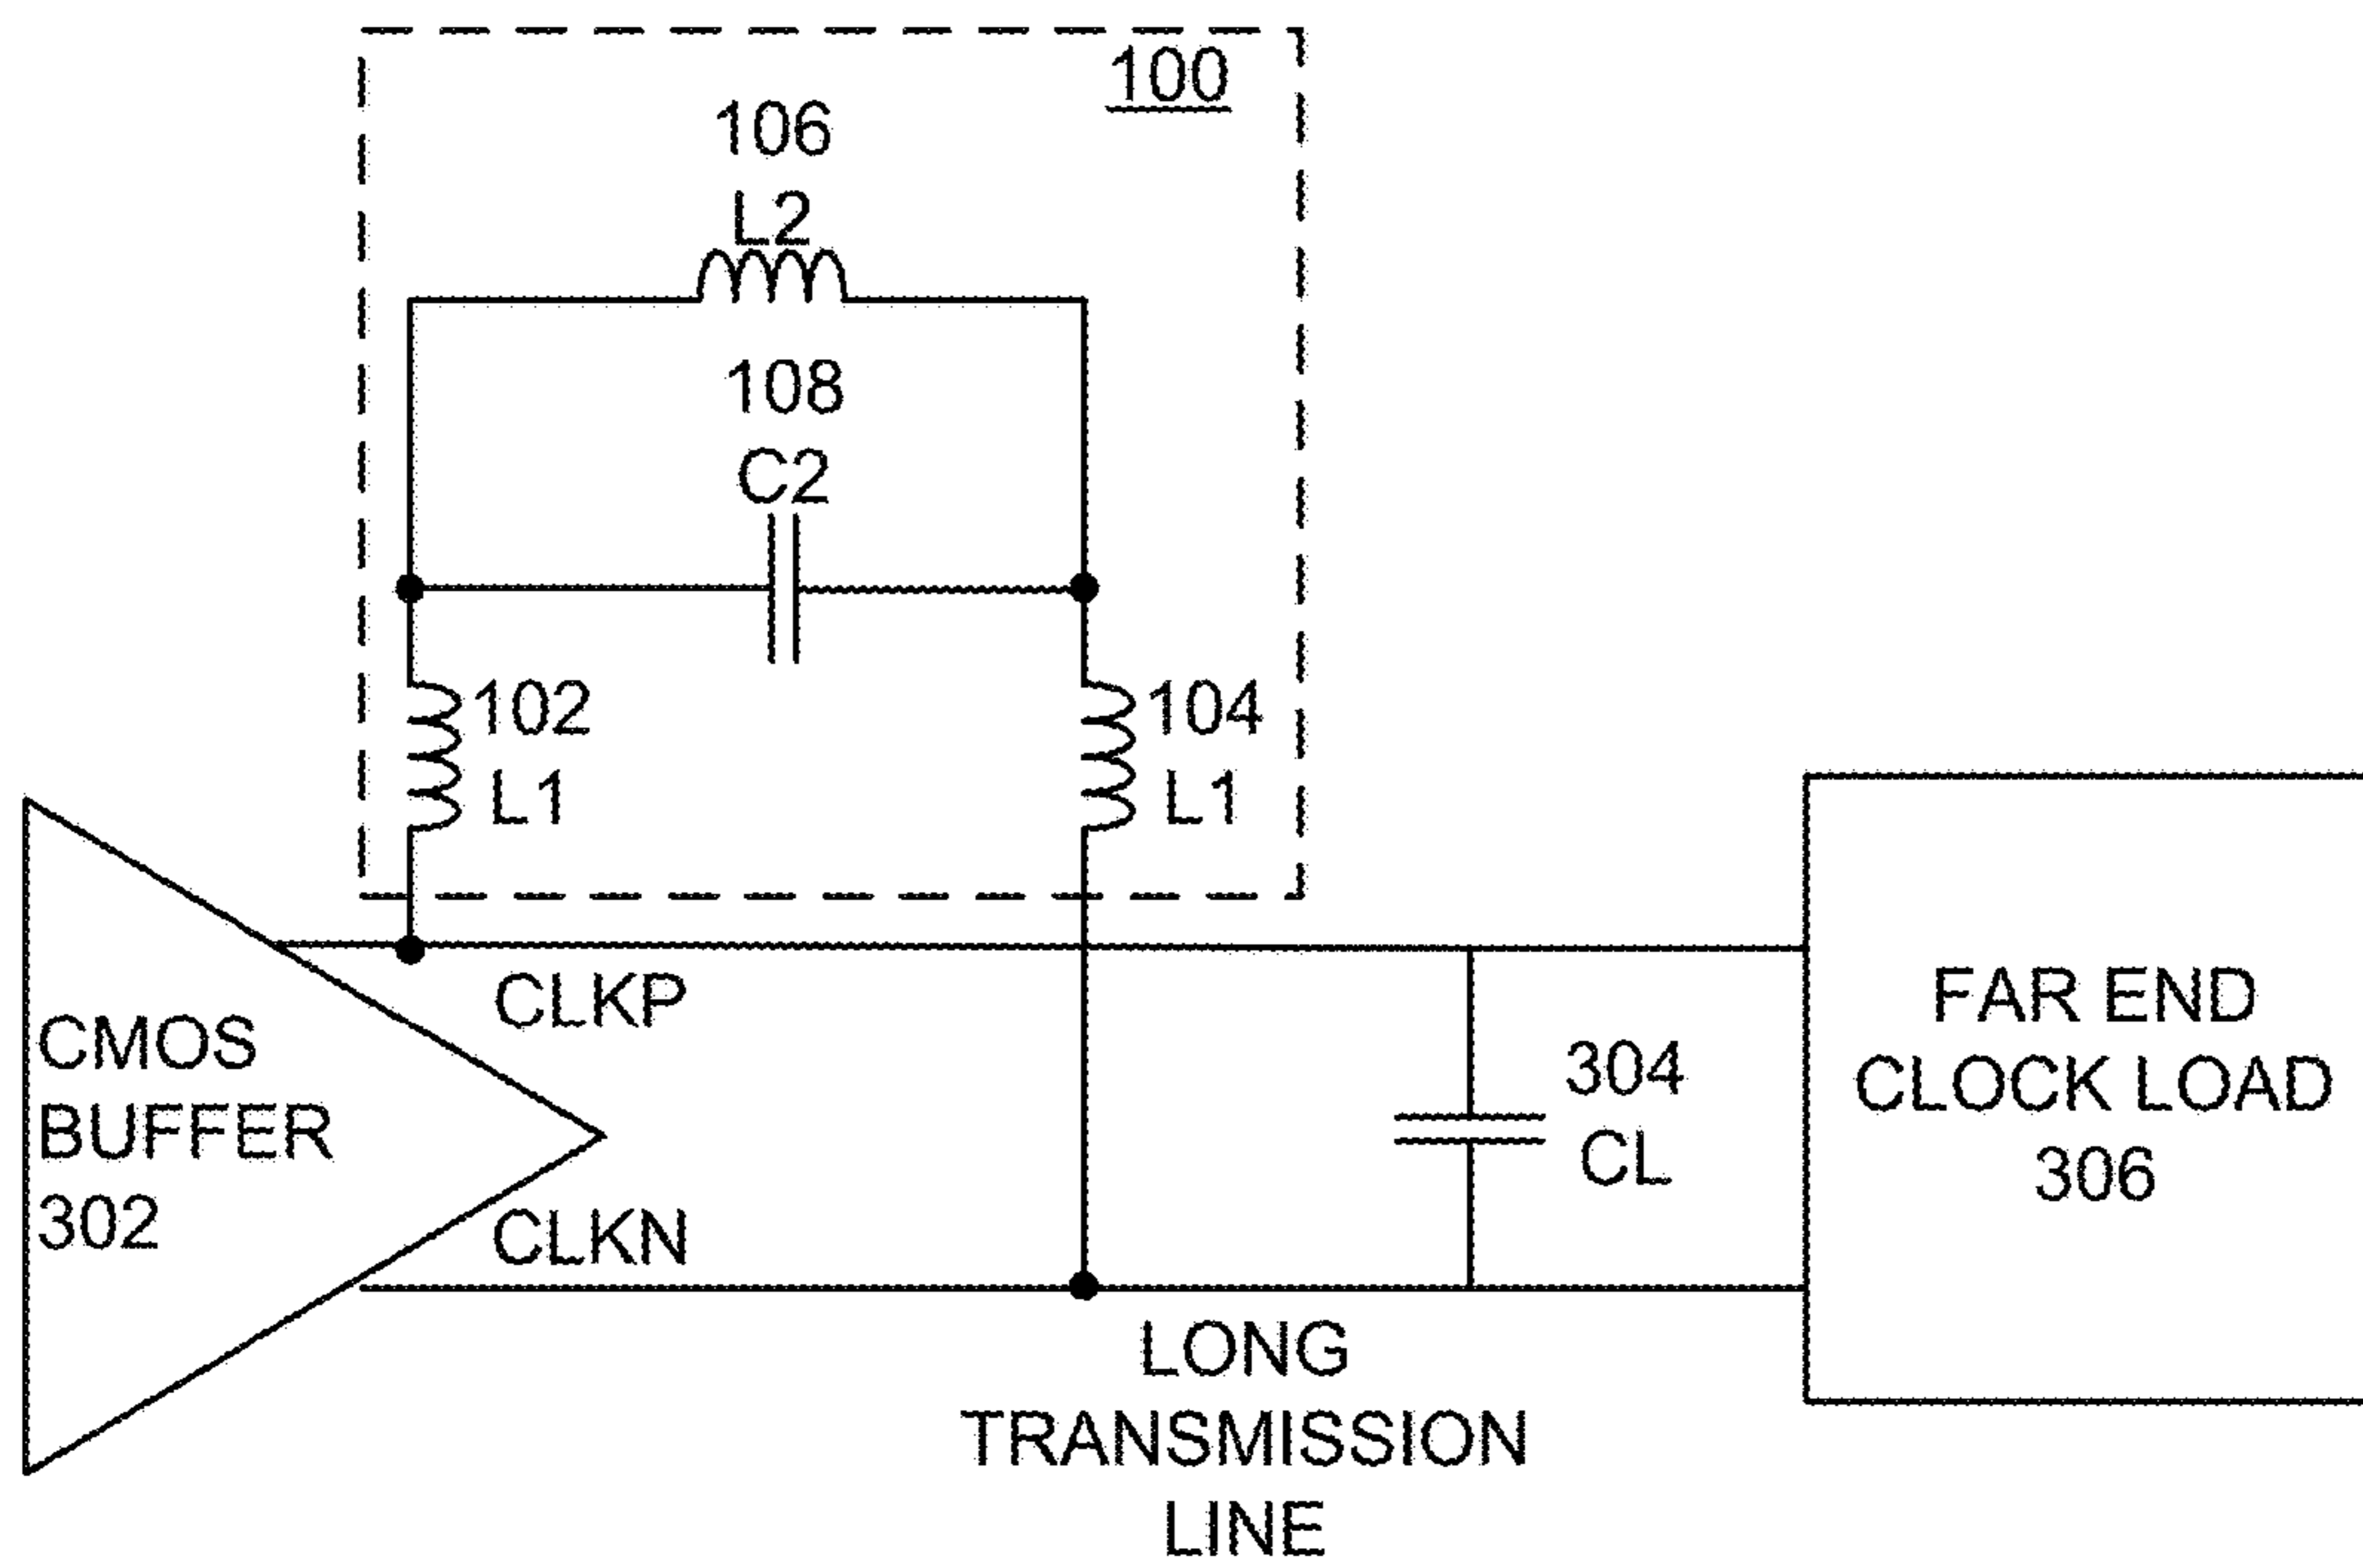 100
106
L2
108
C2
102
L1
104
L1
CLKP
CMOS
BUFFER
302
CLKN
304
CL
FAR END
CLOCK LOAD
306
LONG
TRANSMISSION
LINE